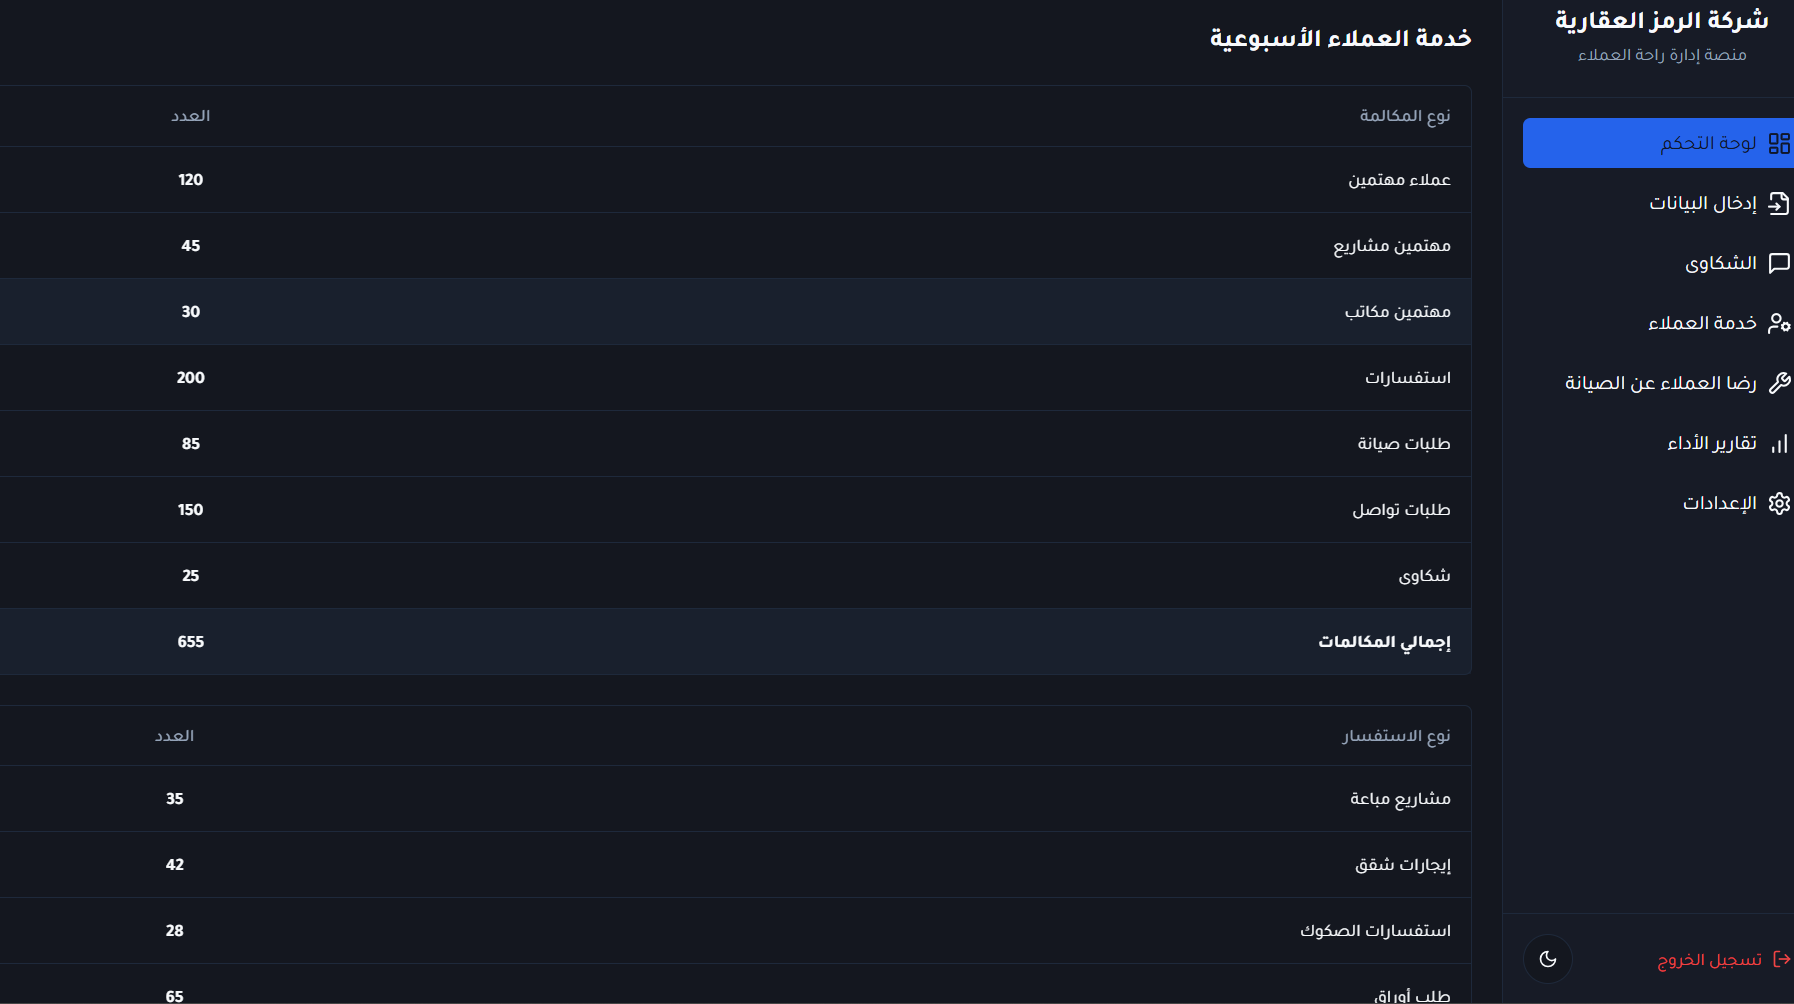 شركة الرمز العقارية
منصة إدارة راحة العملاء
لوحة التحكم
إدخال البيانات
الشكاوى
خدمة العملاء
رضا العملاء عن الصيانة
تقارير الأداء
الإعدادات
تسجيل الخروج
خدمة العملاء الأسبوعية
نوع المكالمة العدد
عملاء مهتمين 120
مهتمين مشاريع 45
مهتمين مكاتب 30
استفسارات 200
طلبات صيانة 85
طلبات تواصل 150
شكاوى 25
إجمالي المكالمات 655
نوع الاستفسار العدد
مشاريع مباعة 35
إيجارات شقق 42
استفسارات الصكوك 28
طلب أوراق 65